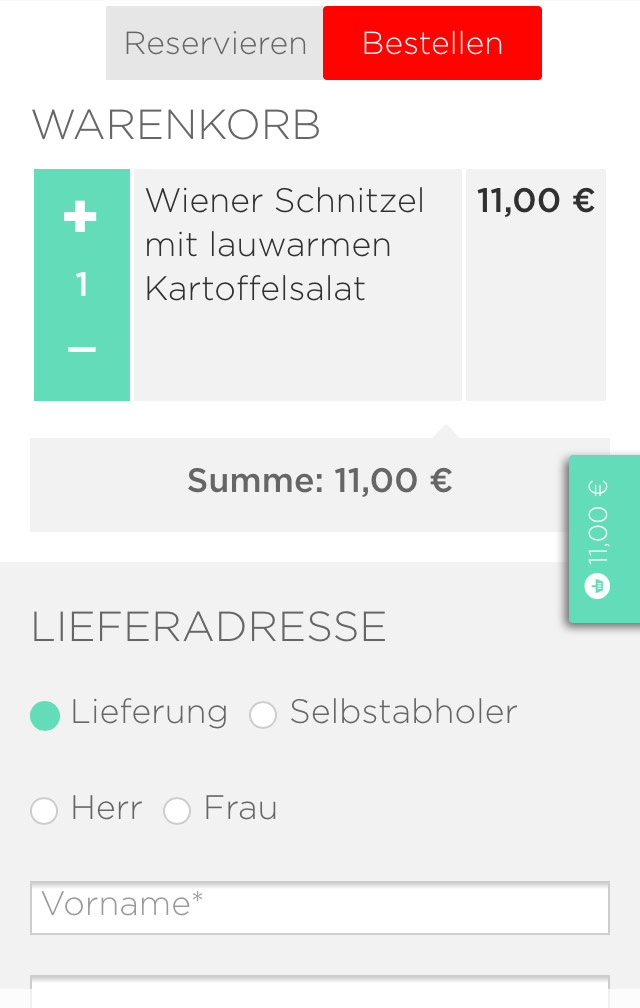 Reservieren Bestellen
WARENKORB
+
1
–
Wiener Schnitzel
mit lauwarmen
Kartoffelsalat
11,00 €
Summe: 11,00 €
11,00 €
LIEFERADRESSE
Lieferung Selbstabholer
Herr Frau
Vorname*